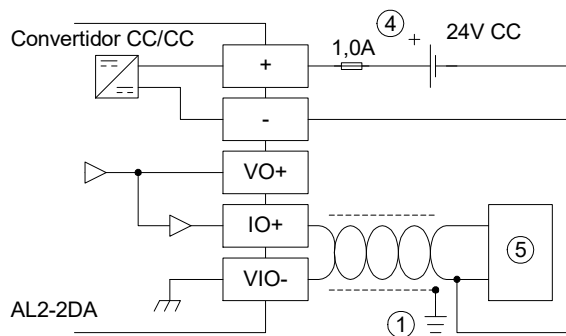 Convertidor CC/CC
4
24V CC
1,0A
+
+
-
VO+
IO+
VIO-
5
1
AL2-2DA